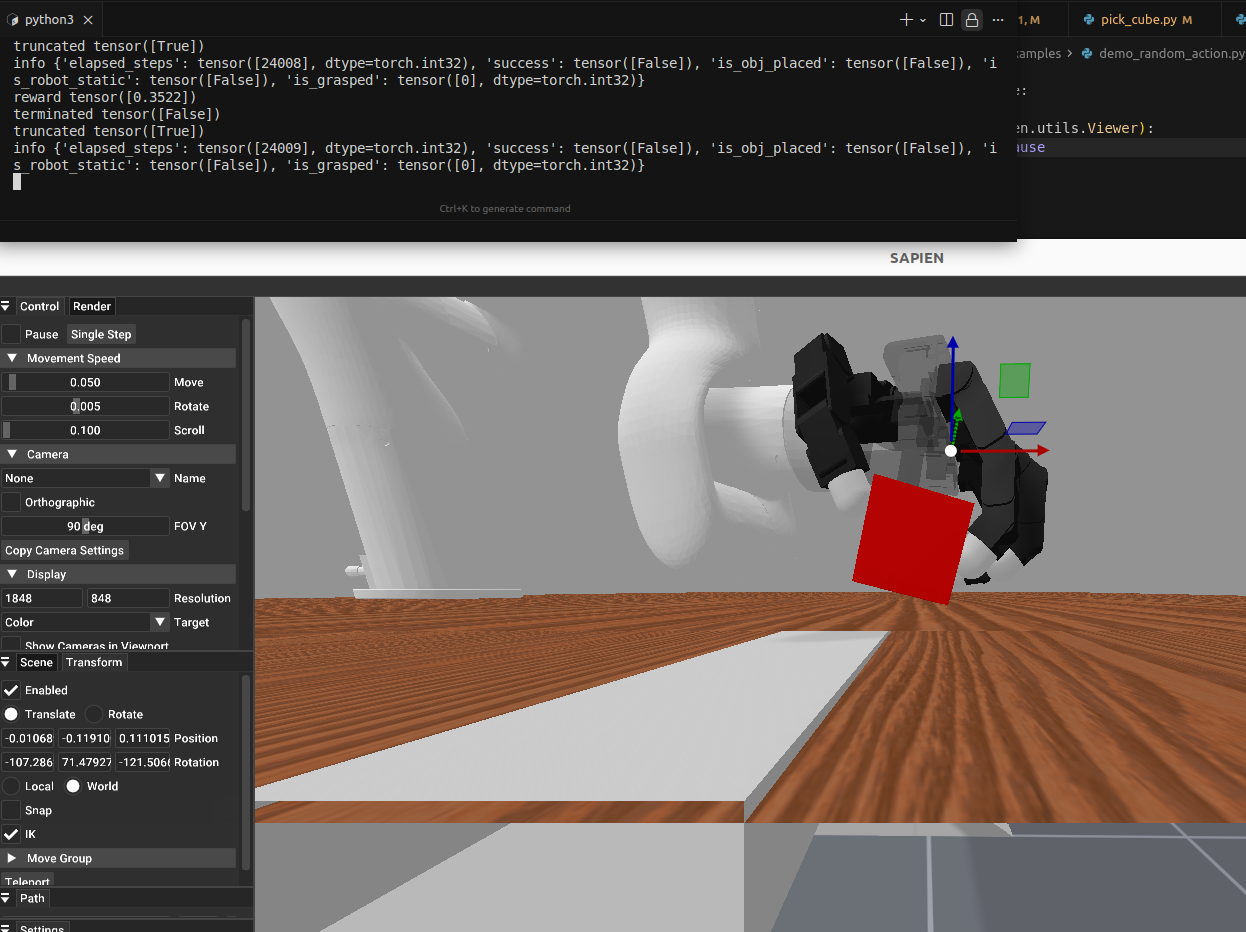 python3
1, M
pick_cube.py M
truncated tensor([True])
info {'elapsed_steps': tensor([24008], dtype=torch.int32), 'success': tensor([False]), 'is_obj_placed': tensor([False]), 'i
s_robot_static': tensor([False]), 'is_grasped': tensor([0], dtype=torch.int32)}
reward tensor([0.3522])
terminated tensor([False])
truncated tensor([True])
info {'elapsed_steps': tensor([24009], dtype=torch.int32), 'success': tensor([False]), 'is_obj_placed': tensor([False]), 'i
s_robot_static': tensor([False]), 'is_grasped': tensor([0], dtype=torch.int32)}
Ctrl+K to generate command
amples > demo_random_action.py
e:
en.utils.Viewer):
ause
SAPIEN
Control Render
Pause Single Step
Movement Speed
0.050 Move
0.005 Rotate
0.100 Scroll
Camera
None Name
Orthographic
90 deg FOV Y
Copy Camera Settings
Display
1848 848 Resolution
Color Target
Show Cameras in Viewport
Scene Transform
Enabled
Translate Rotate
-0.01068 -0.11910 0.111015 Position
-107.286 71.47927 -121.506 Rotation
Local World
Snap
IK
Move Group
Teleport
Path
Settings